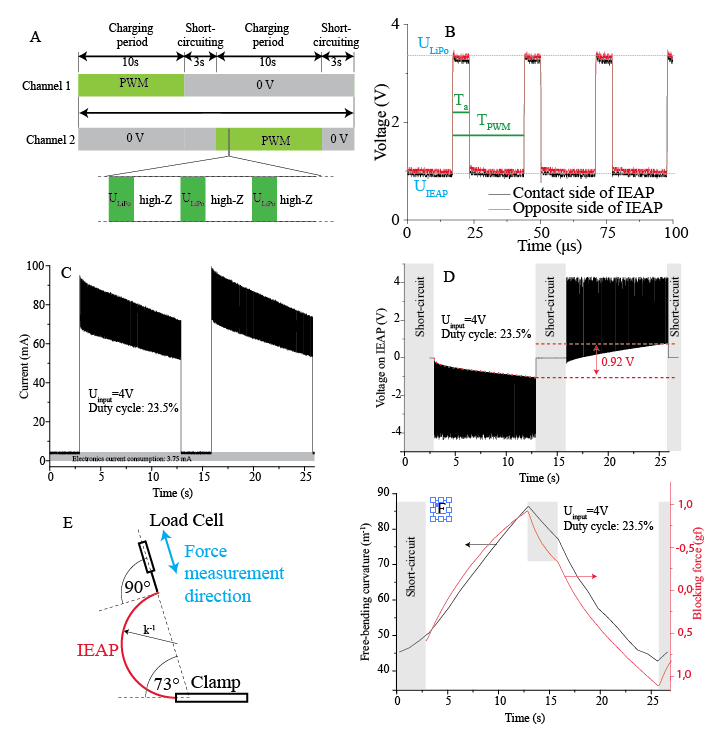 A
Charging period
Short-circuiting
Charging period
Short-circuiting
10s
3s
10s
3s
Channel 1
PWM
0 V
Channel 2
0 V
PWM
0 V
U_LiPo
high-Z
U_LiPo
high-Z
U_LiPo
high-Z
B
4
2
0
Voltage (V)
U_LiPo
T_a
T_PWM
U_IEAP
Contact side of IEAP
Opposite side of IEAP
0
25
50
75
100
Time (µs)
C
100
80
60
40
20
0
Current (mA)
U_input=4V
Duty cycle: 23.5%
Electronics current consumption: 3.75 mA
0
5
10
15
20
25
Time (s)
D
4
2
0
-2
-4
Voltage on IEAP (V)
Short-circuit
Short-circuit
Short-circuit
U_input=4V
Duty cycle: 23.5%
0.92 V
0
5
10
15
20
25
Time (s)
E
Load Cell
Force
measurement
direction
90°
k⁻¹
IEAP
73°
Clamp
F
90
80
70
60
50
40
Free-bending curvature (m⁻¹)
Short-circuit
U_input=4V
Duty cycle: 23.5%
1,0
-0,5
0,0
0,5
1,0
Blocking force (gf)
0
5
10
15
20
25
Time (s)